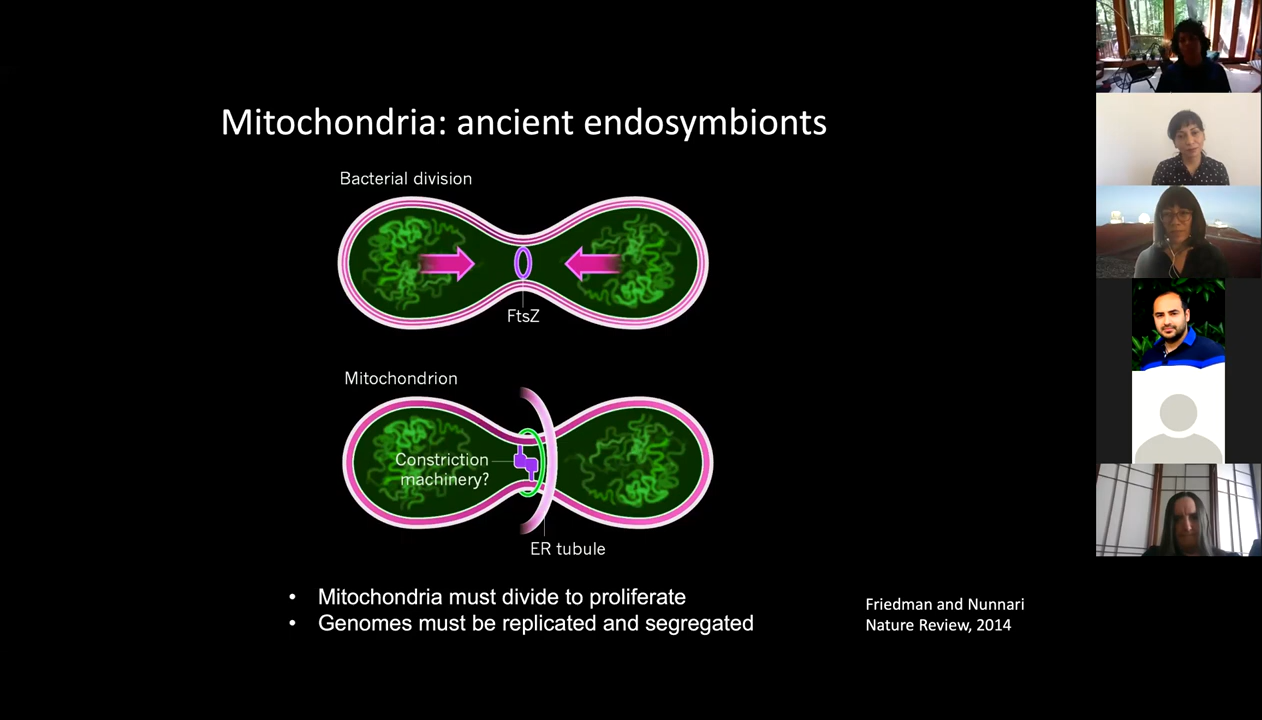 Mitochondria: ancient endosymbionts
Bacterial division
FtsZ
Mitochondrion
Constriction
machinery?
ER tubule
• Mitochondria must divide to proliferate
• Genomes must be replicated and segregated
Friedman and Nunnari
Nature Review, 2014